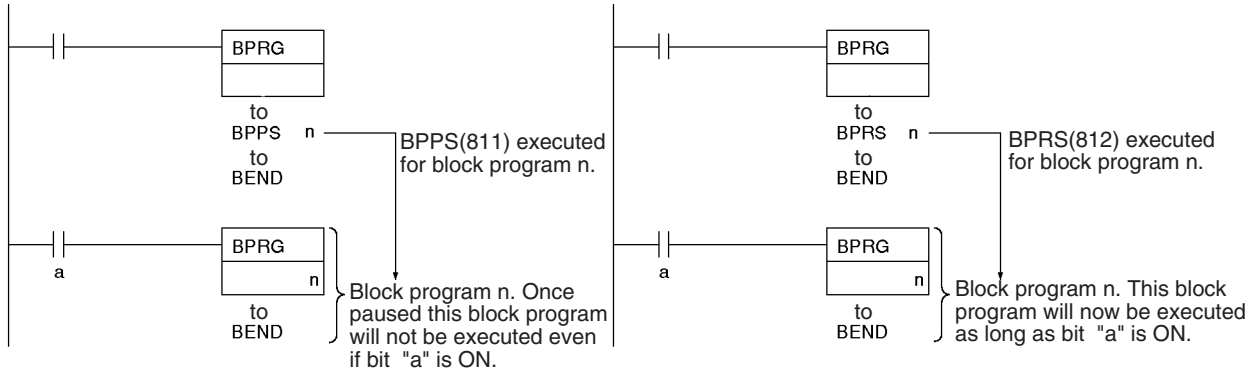 BPRG
to
BPPS n
BPPS(811) executed
for block program n.
to
BEND
a
BPRG
n
to
BEND
Block program n. Once
paused this block program
will not be executed even
if bit "a" is ON.
BPRG
to
BPRS n
BPRS(812) executed
for block program n.
to
BEND
a
BPRG
n
to
BEND
Block program n. This block
program will now be executed
as long as bit "a" is ON.